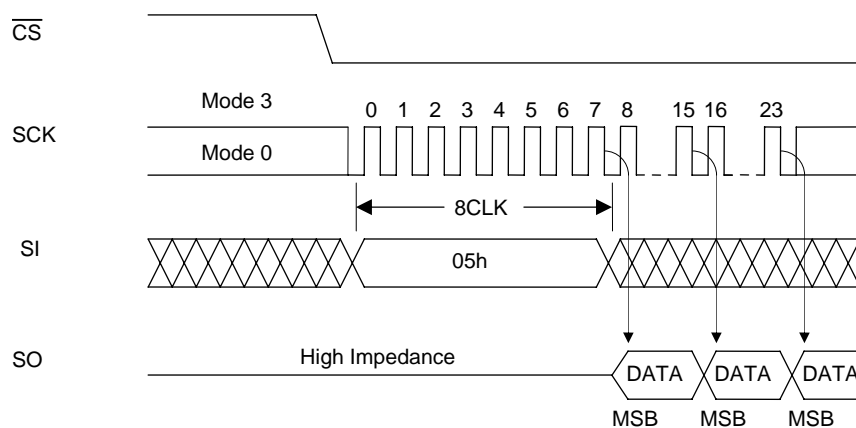 CS
Mode 3
0 1 2 3 4 5 6 7 8 15 16 23
SCK
Mode 0
8CLK
SI
05h
SO
High Impedance
DATA DATA DATA
MSB MSB MSB